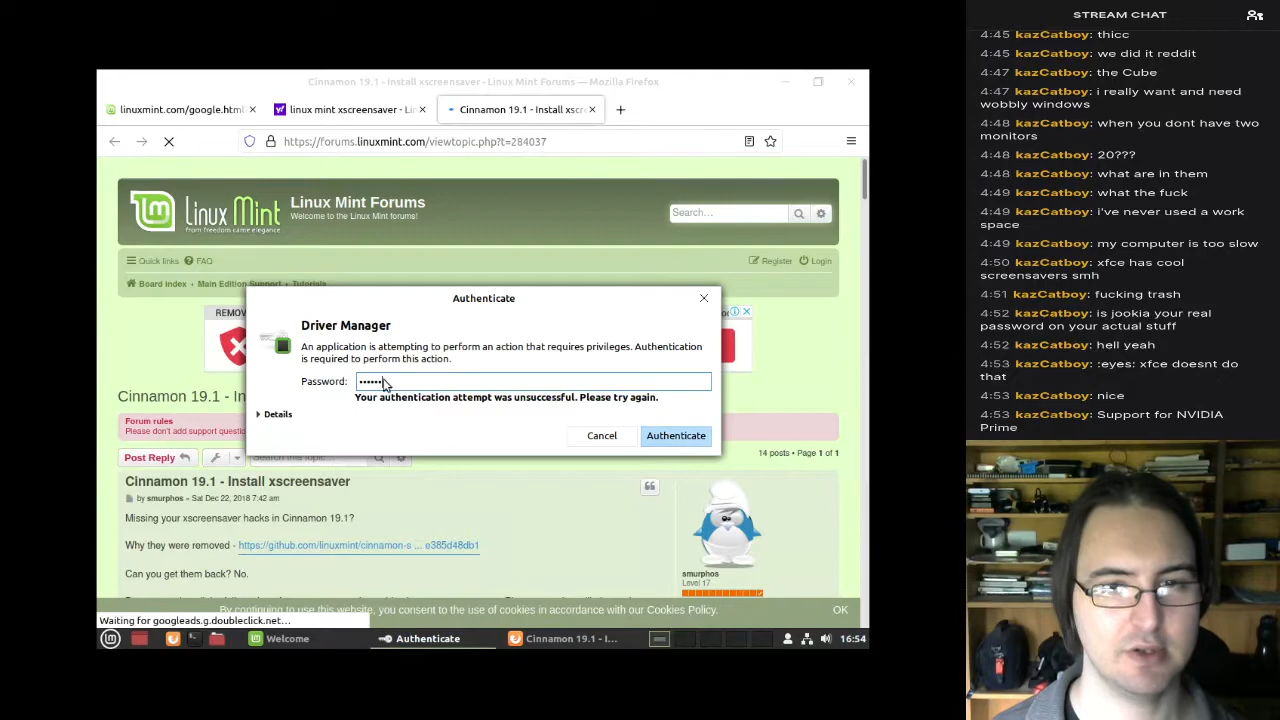 Cinnamon 19.1 - Install xscreensaver - Linux Mint Forums — Mozilla Firefox
linuxmint.com/google.html
linux mint xscreensaver - Lin
Cinnamon 19.1 - Install xscre
https://forums.linuxmint.com/viewtopic.php?t=284037
Linux Mint
from freedom came elegance
Linux Mint Forums
Welcome to the Linux Mint forums!
Search…
Quick links
FAQ
Register
Login
Board index
Main Edition Support
Tutorials
REMOV
Authenticate
Driver Manager
An application is attempting to perform an action that requires privileges. Authentication
is required to perform this action.
Password: ••••••
Your authentication attempt was unsuccessful. Please try again.
Details
Cancel
Authenticate
Cinnamon 19.1 - In
Forum rules
Please don't add support questi
Post Reply
Search this topic…
14 posts • Page 1 of 1
Cinnamon 19.1 - Install xscreensaver
by smurphos » Sat Dec 22, 2018 7:42 am
Missing your xscreensaver hacks in Cinnamon 19.1?
Why they were removed - https://github.com/linuxmint/cinnamon-s ... e385d48db1
Can you get them back? No.
smurphos
Level 17
By continuing to use this website, you consent to the use of cookies in accordance with our Cookies Policy.
OK
Waiting for googleads.g.doubleclick.net...
Welcome
Authenticate
Cinnamon 19.1 - I...
16:54
STREAM CHAT
4:45 kazCatboy: thicc
4:45 kazCatboy: we did it reddit
4:47 kazCatboy: the Cube
4:47 kazCatboy: i really want and need
wobbly windows
4:48 kazCatboy: when you dont have two
monitors
4:48 kazCatboy: 20???
4:48 kazCatboy: what are in them
4:49 kazCatboy: what the fuck
4:49 kazCatboy: i've never used a work
space
4:49 kazCatboy: my computer is too slow
4:50 kazCatboy: xfce has cool
screensavers smh
4:51 kazCatboy: fucking trash
4:52 kazCatboy: is jookia your real
password on your actual stuff
4:52 kazCatboy: hell yeah
4:53 kazCatboy: :eyes: xfce doesnt do
that
4:53 kazCatboy: nice
4:53 kazCatboy: Support for NVIDIA
Prime